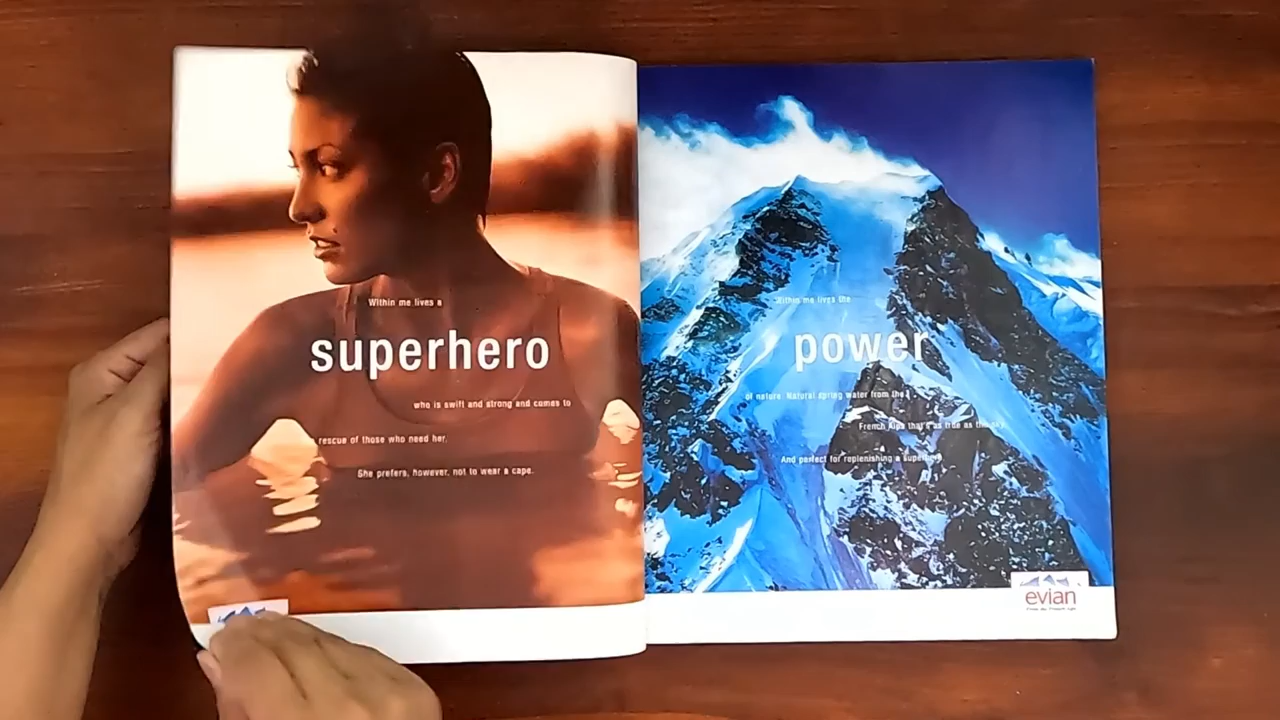 Within me lives a
superhero
who is swift and strong and comes to
rescue of those who need her.
She prefers, however, not to wear a cape.
Within me lives the
power
of nature. Natural spring water from the
French Alps that's as true as the sky.
And perfect for replenishing a superhero.
evian